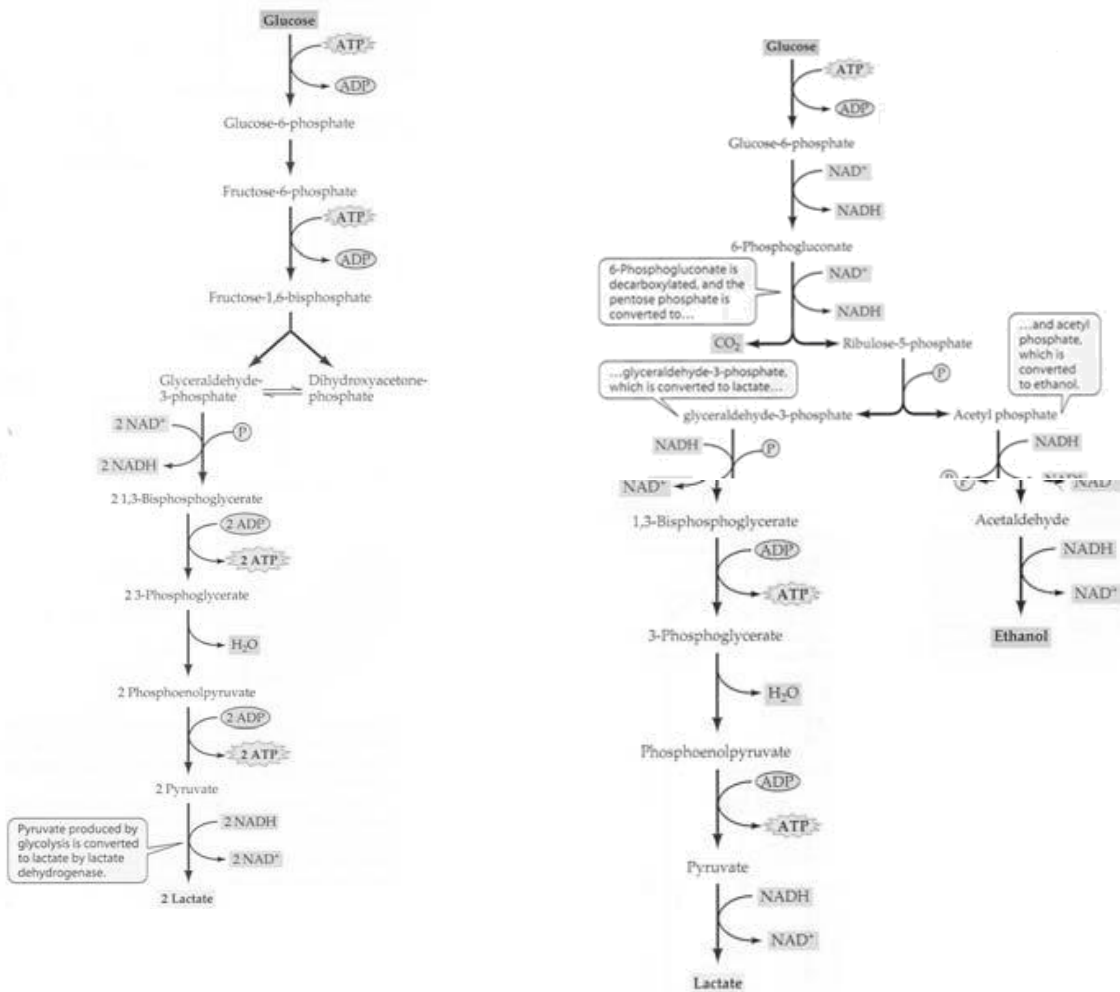 Glucose
ATP
ADP
Glucose-6-phosphate
Fructose-6-phosphate
ATP
ADP
Fructose-1,6-bisphosphate
Glyceraldehyde-
3-phosphate
Dihydroxyacetone-
phosphate
2 NAD⁺
P
2 NADH
2 1,3-Bisphosphoglycerate
2 ADP
2 ATP
2 3-Phosphoglycerate
H₂O
2 Phosphoenolpyruvate
2 ADP
2 ATP
2 Pyruvate
Pyruvate produced by
glycolysis is converted
to lactate by lactate
dehydrogenase.
2 NADH
2 NAD⁺
2 Lactate
Glucose
ATP
ADP
Glucose-6-phosphate
NAD⁺
NADH
6-Phosphogluconate
6-Phosphogluconate is
decarboxylated, and the
pentose phosphate is
converted to...
NAD⁺
NADH
CO₂
Ribulose-5-phosphate
...and acetyl
phosphate,
which is
converted
to ethanol.
...glyceraldehyde-3-phosphate,
which is converted to lactate...
P
glyceraldehyde-3-phosphate
Acetyl phosphate
NADH
P
NAD⁺
NADH
P
NAD
1,3-Bisphosphoglycerate
ADP
ATP
3-Phosphoglycerate
H₂O
Phosphoenolpyruvate
ADP
ATP
Pyruvate
NADH
NAD⁺
Lactate
Acetaldehyde
NADH
NAD⁺
Ethanol